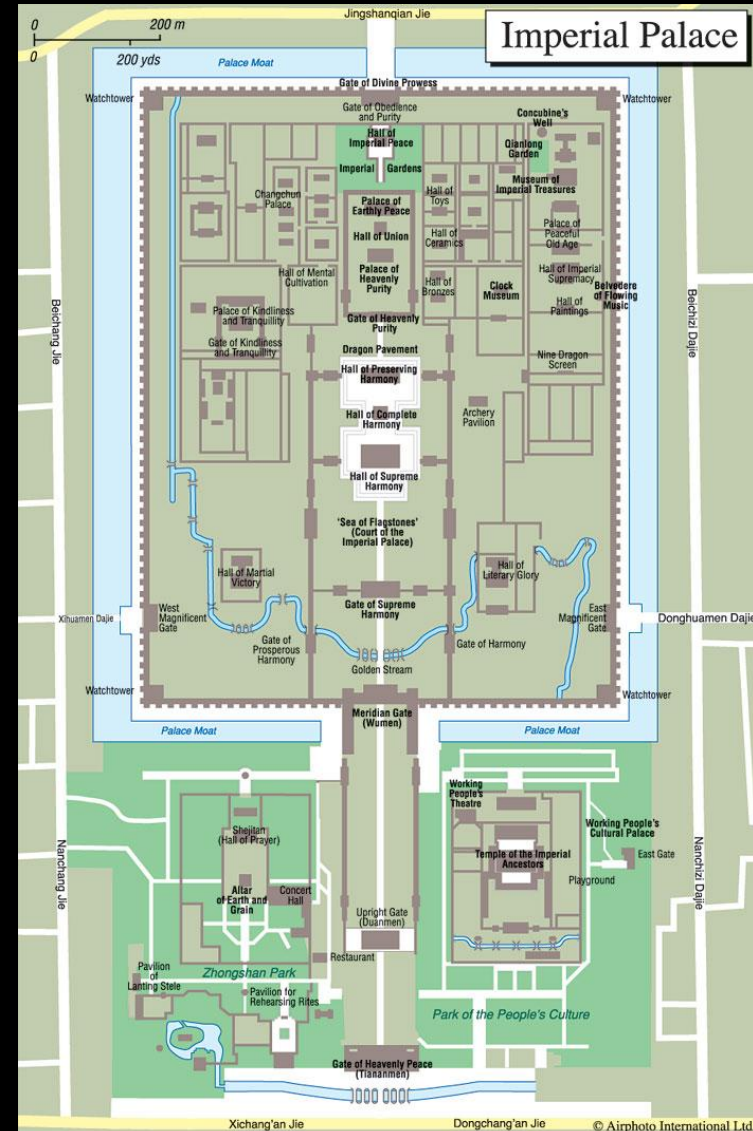 Jingshanqian Jie
0 200 m
0 200 yds
Imperial Palace
Palace Moat
Gate of Divine Prowess
Watchtower
Watchtower
Gate of Obedience
and Purity
Concubine's
Well
Hall of
Imperial Peace
Qianlong
Garden
Imperial Gardens
Museum of
Imperial Treasures
Changchun
Palace
Hall of
Toys
Palace of
Earthly Peace
Palace of
Peaceful
Old Age
Hall of Union
Hall of
Ceramics
Hall of Mental
Cultivation
Palace of
Heavenly
Purity
Hall of
Bronzes
Clock
Museum
Hall of Imperial
Supremacy
Belvedere
of Flowing
Music
Hall of
Paintings
Beichang Jie
Beichizi Dajie
Palace of Kindliness
and Tranquillity
Gate of Heavenly
Purity
Gate of Kindliness
and Tranquillity
Dragon Pavement
Nine Dragon
Screen
Hall of Preserving
Harmony
Hall of Complete
Harmony
Archery
Pavilion
Hall of Supreme
Harmony
'Sea of Flagstones'
(Court of the
Imperial Palace)
Hall of Martial
Victory
Hall of
Literary Glory
Gate of Supreme
Harmony
Xihuamen Dajie
West
Magnificent
Gate
East
Magnificent
Gate
Donghuamen Dajie
Gate of
Prosperous
Harmony
Gate of Harmony
Golden Stream
Watchtower
Watchtower
Meridian Gate
(Wumen)
Palace Moat
Palace Moat
Working
People's
Theatre
Shejitan
(Hall of Prayer)
Working People's
Cultural Palace
Temple of the Imperial
Ancestors
East Gate
Nanchang Jie
Nanchizi Dajie
Playground
Altar
of Earth and
Grain
Concert
Hall
Upright Gate
(Duanmen)
Restaurant
Pavilion
of
Lanting Stele
Zhongshan Park
Pavilion for
Rehearsing Rites
Park of the People's Culture
Gate of Heavenly Peace
(Tiananmen)
Xichang'an Jie
Dongchang'an Jie
© Airphoto International Ltd